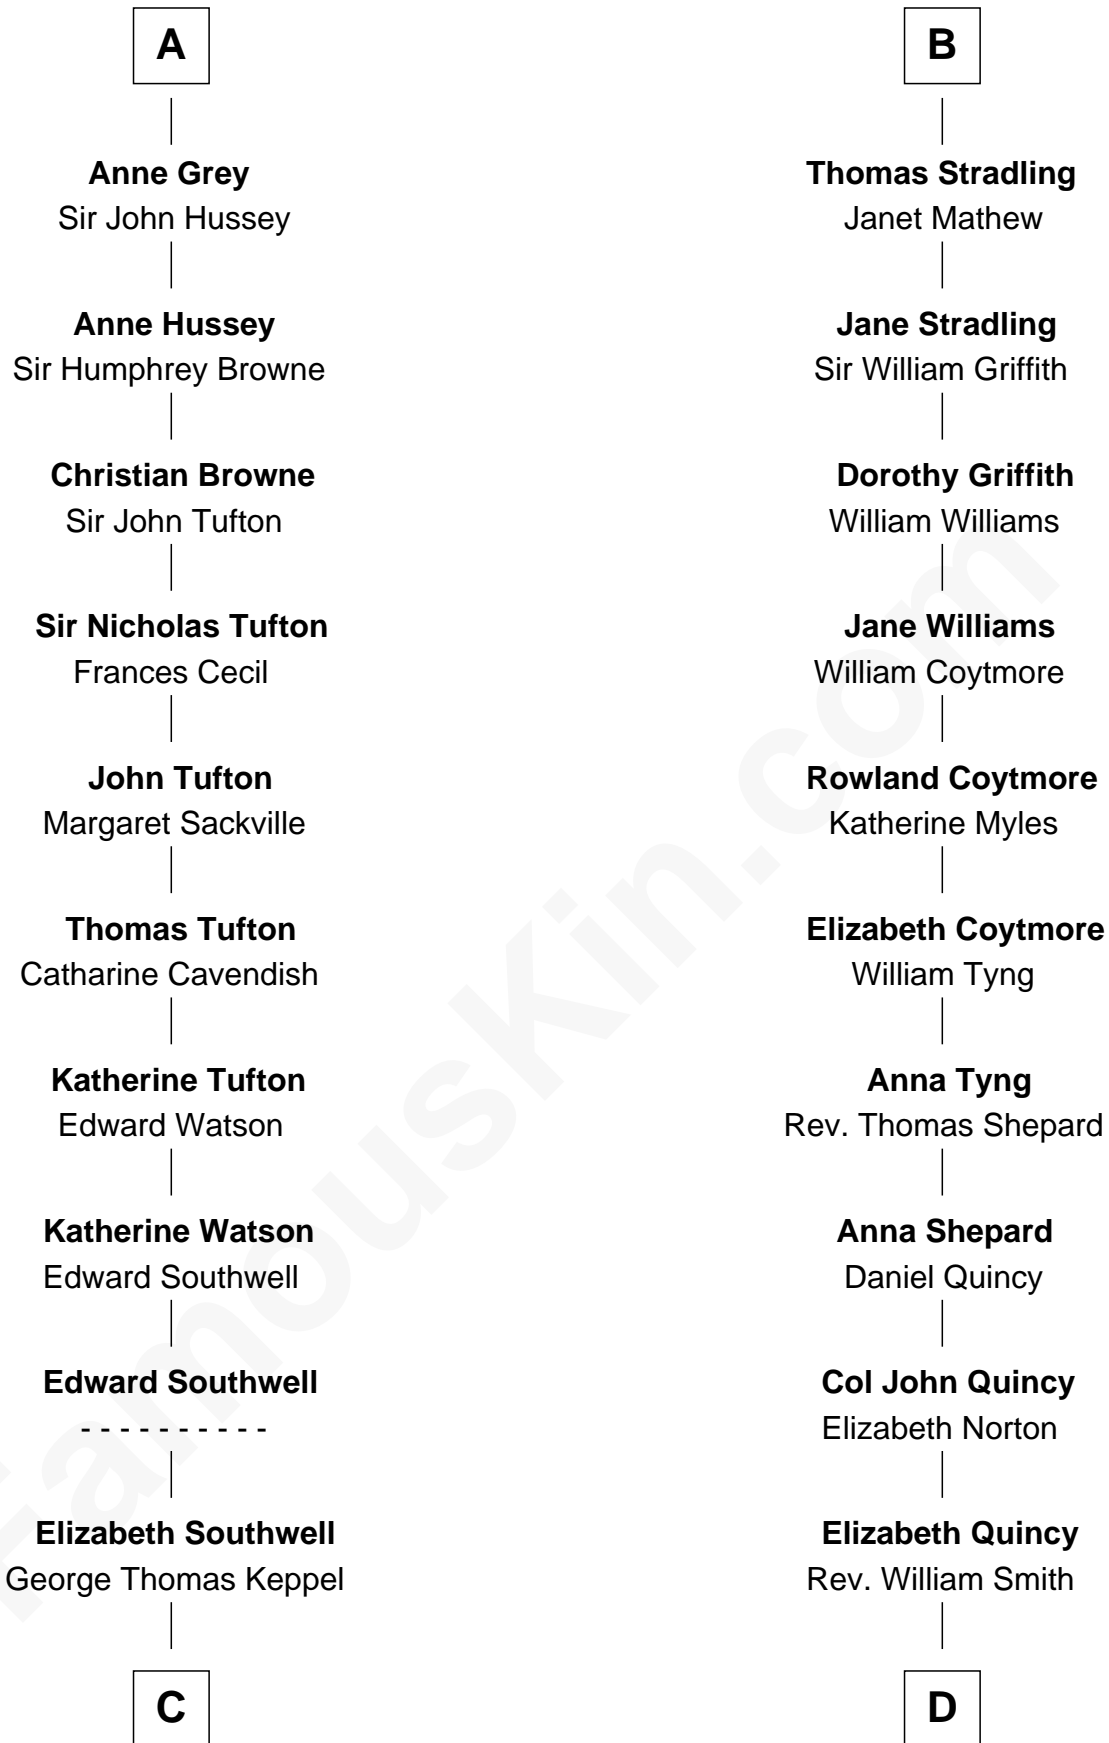 A
Anne Grey
Sir John Hussey
Anne Hussey
Sir Humphrey Browne
Christian Browne
Sir John Tufton
Sir Nicholas Tufton
Frances Cecil
John Tufton
Margaret Sackville
Thomas Tufton
Catharine Cavendish
Katherine Tufton
Edward Watson
Katherine Watson
Edward Southwell
Edward Southwell
- - - - - - - - - -
Elizabeth Southwell
George Thomas Keppel
C
B
Thomas Stradling
Janet Mathew
Jane Stradling
Sir William Griffith
Dorothy Griffith
William Williams
Jane Williams
William Coytmore
Rowland Coytmore
Katherine Myles
Elizabeth Coytmore
William Tyng
Anna Tyng
Rev. Thomas Shepard
Anna Shepard
Daniel Quincy
Col John Quincy
Elizabeth Norton
Elizabeth Quincy
Rev. William Smith
D
FamousKin.com